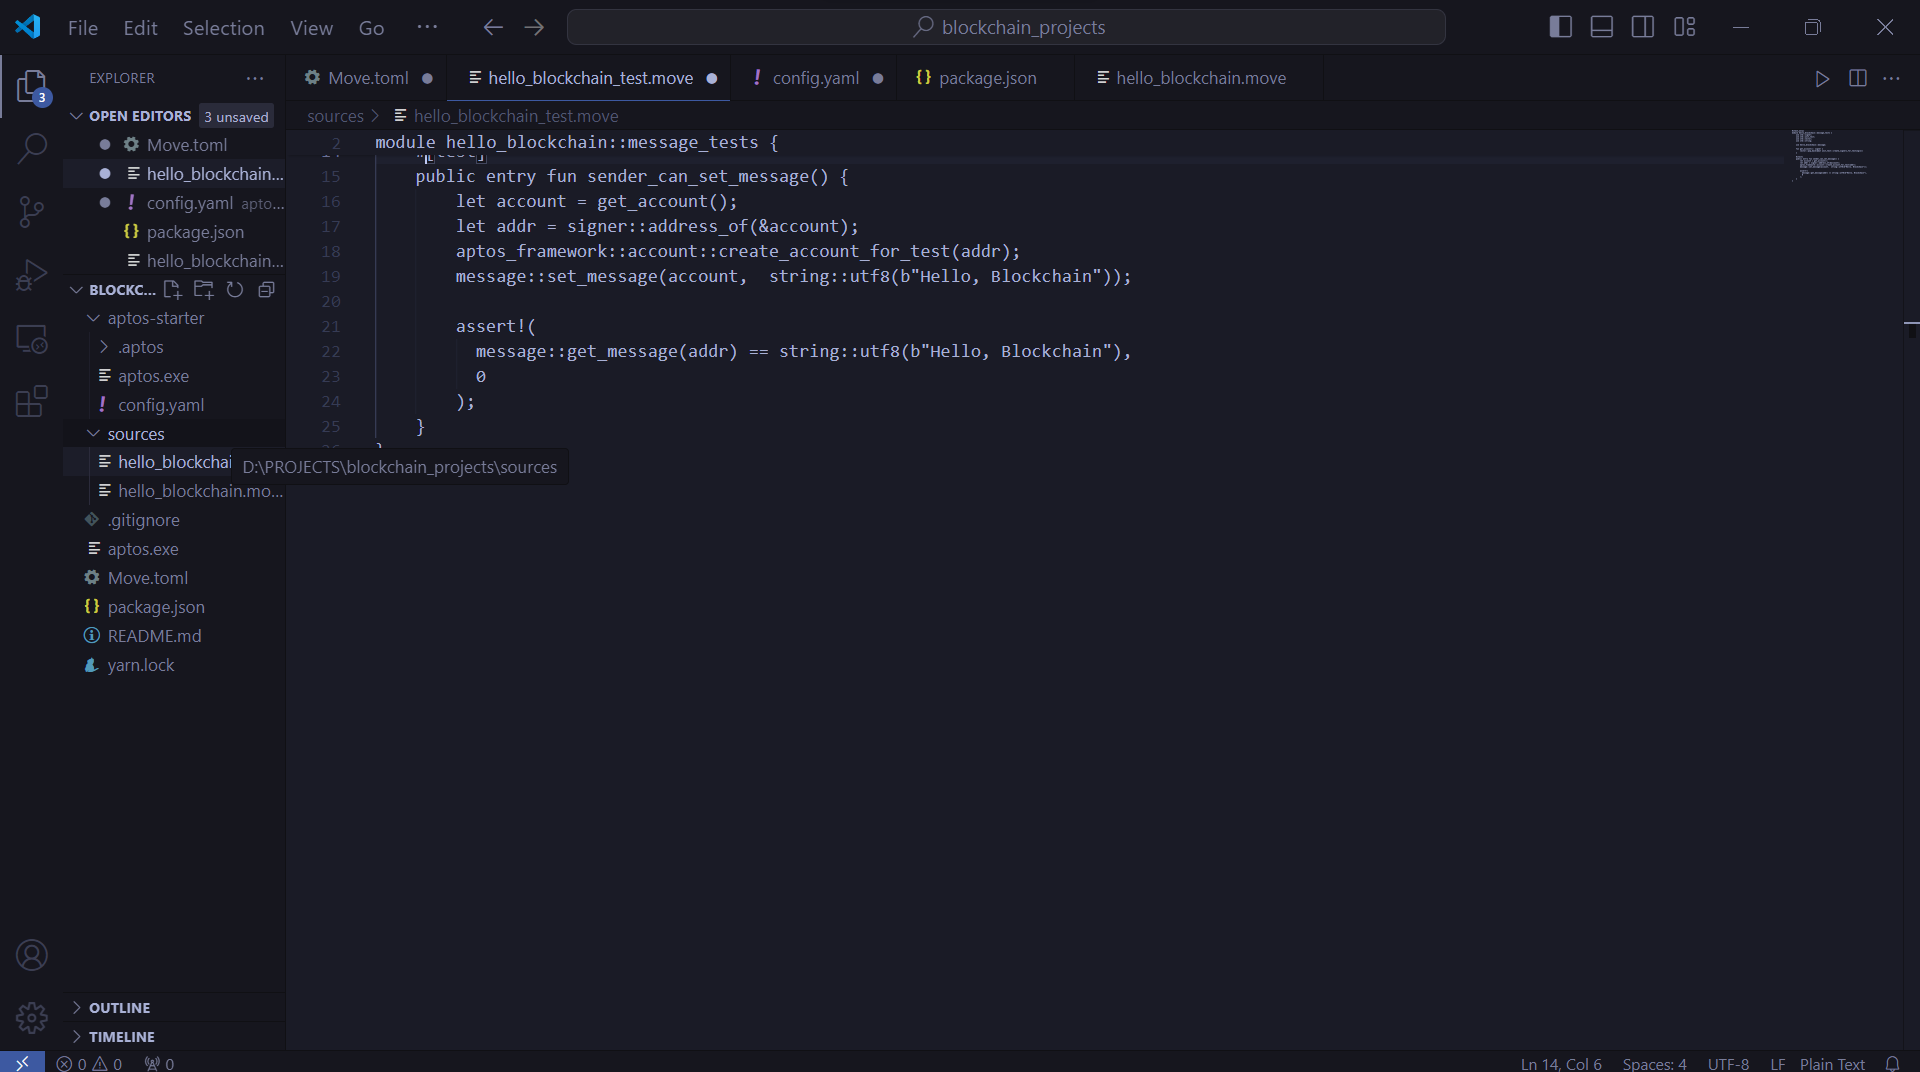 File Edit Selection View Go ··· blockchain_projects
EXPLORER ···
3
OPEN EDITORS 3 unsaved
Move.toml
hello_blockchain...
config.yaml apto...
package.json
hello_blockchain...
BLOCKC...
aptos-starter
.aptos
aptos.exe
config.yaml
sources
hello_blockchai
D:\PROJECTS\blockchain_projects\sources
hello_blockchain.mo...
.gitignore
aptos.exe
Move.toml
package.json
README.md
yarn.lock
OUTLINE
TIMELINE
Move.toml hello_blockchain_test.move config.yaml package.json hello_blockchain.move
sources > hello_blockchain_test.move
2 module hello_blockchain::message_tests {
15 public entry fun sender_can_set_message() {
16 let account = get_account();
17 let addr = signer::address_of(&account);
18 aptos_framework::account::create_account_for_test(addr);
19 message::set_message(account,  string::utf8(b"Hello, Blockchain"));
20
21 assert!(
22 message::get_message(addr) == string::utf8(b"Hello, Blockchain"),
23 0
24 );
25 }
0 0 0 Ln 14, Col 6 Spaces: 4 UTF-8 LF Plain Text